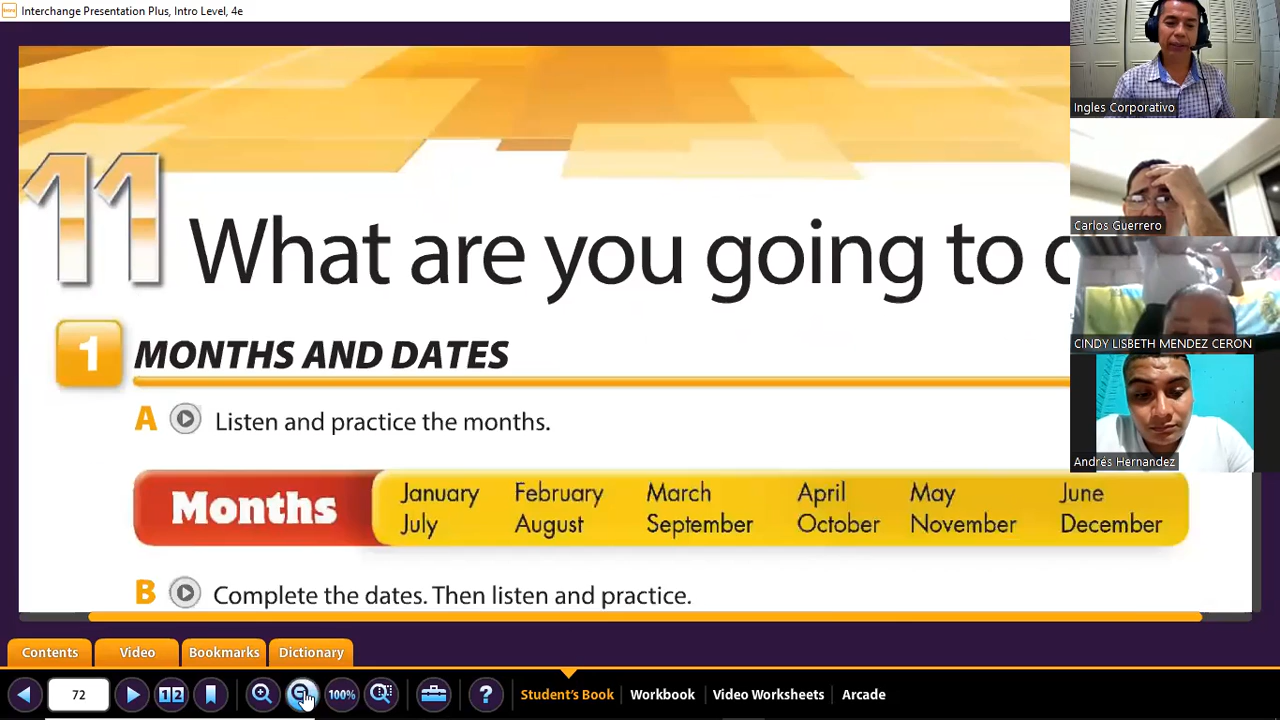 Interchange Presentation Plus, Intro Level, 4e
Ingles Corporativo
Carlos Guerrero
CINDY LISBETH MENDEZ CERON
Andrés Hernandez
11 What are you going to
1 MONTHS AND DATES
A Listen and practice the months.
Months
January February March April May June
July August September October November December
B Complete the dates. Then listen and practice.
Contents Video Bookmarks Dictionary
72 1 2 100% ? Student's Book Workbook Video Worksheets Arcade